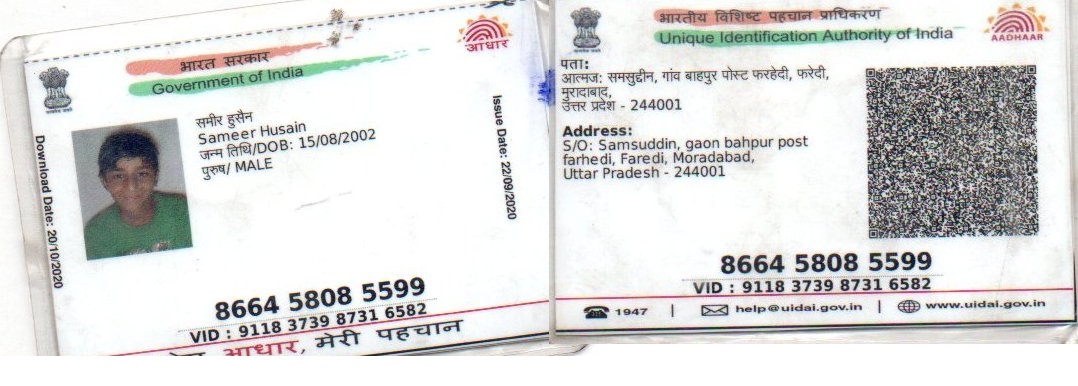 भारत सरकार
Government of India
आधार
समीर हुसैन
Sameer Husain
जन्म तिथि/DOB: 15/08/2002
पुरुष/ MALE
Download Date: 20/10/2020
Issue Date: 22/09/2020
8664 5808 5599
VID : 9118 3739 8731 6582
आधार, मेरी पहचान
भारतीय विशिष्ट पहचान प्राधिकरण
Unique Identification Authority of India
AADHAAR
पता:
आत्मज: समसुद्दीन, गांव बाहपुर पोस्ट फरहेदी, फरेदी,
मुरादाबाद,
उत्तर प्रदेश - 244001
Address:
S/O: Samsuddin, gaon bahpur post
farhedi, Faredi, Moradabad,
Uttar Pradesh - 244001
8664 5808 5599
VID : 9118 3739 8731 6582
1947 | help@uidai.gov.in | www.uidai.gov.in